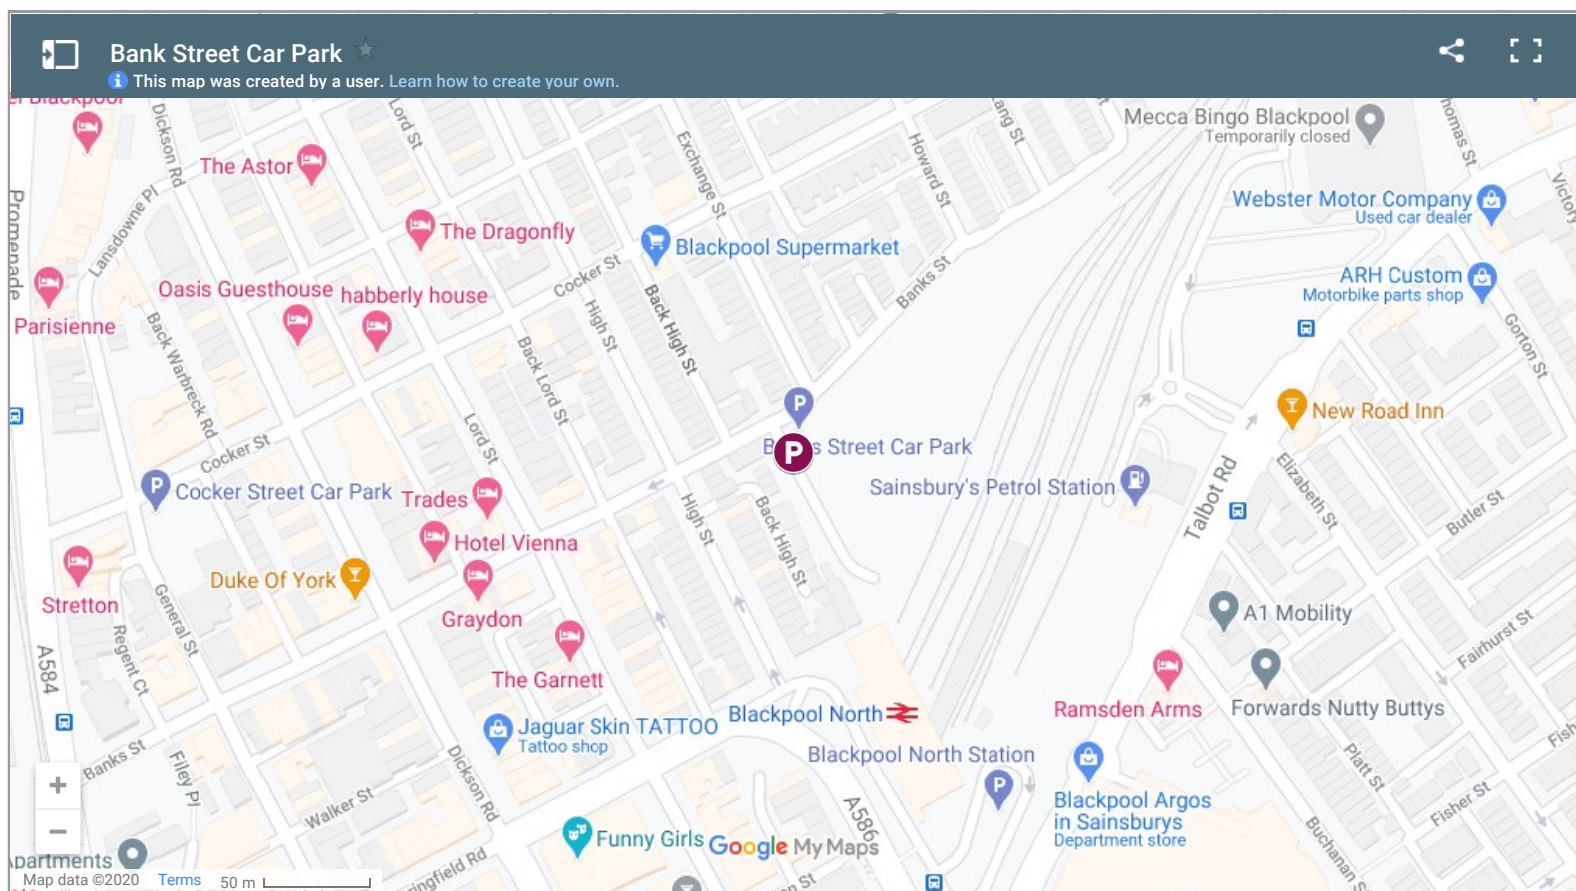 Bank Street Car Park
This map was created by a user. Learn how to create your own.
Blackpool
Dickson Rd
Lord St
Exchange St
Howard St
Mecca Bingo Blackpool
Temporarily closed
The Astor
Lansdowne Pl
Promenade
The Dragonfly
Blackpool Supermarket
Webster Motor Company
Used car dealer
ARH Custom
Motorbike parts shop
Cocker St
Banks St
Oasis Guesthouse
habberly house
Parisienne
Back Warbreck Rd
High St
Back High St
Back Lord St
Gorton St
P
New Road Inn
Street Car Park
P
Cocker St
Lord St
P
Cocker Street Car Park
Trades
Sainsbury's Petrol Station
Talbot Rd
Elizabeth St
Butler St
High St
Back High St
Hotel Vienna
Duke Of York
Stretton
Graydon
General St
Regent Ct
A1 Mobility
Fairhurst St
A584
The Garnett
Ramsden Arms
Forwards Nutty Buttys
Jaguar Skin TATTOO
Tattoo shop
Blackpool North
Blackpool North Station
P
Banks St
Filey Pl
Dickson Rd
Walker St
A586
Platt St
Fisher St
Blackpool Argos
in Sainsburys
Department store
Buchanan St
Funny Girls
Google My Maps
Map data ©2020
Terms
50 m